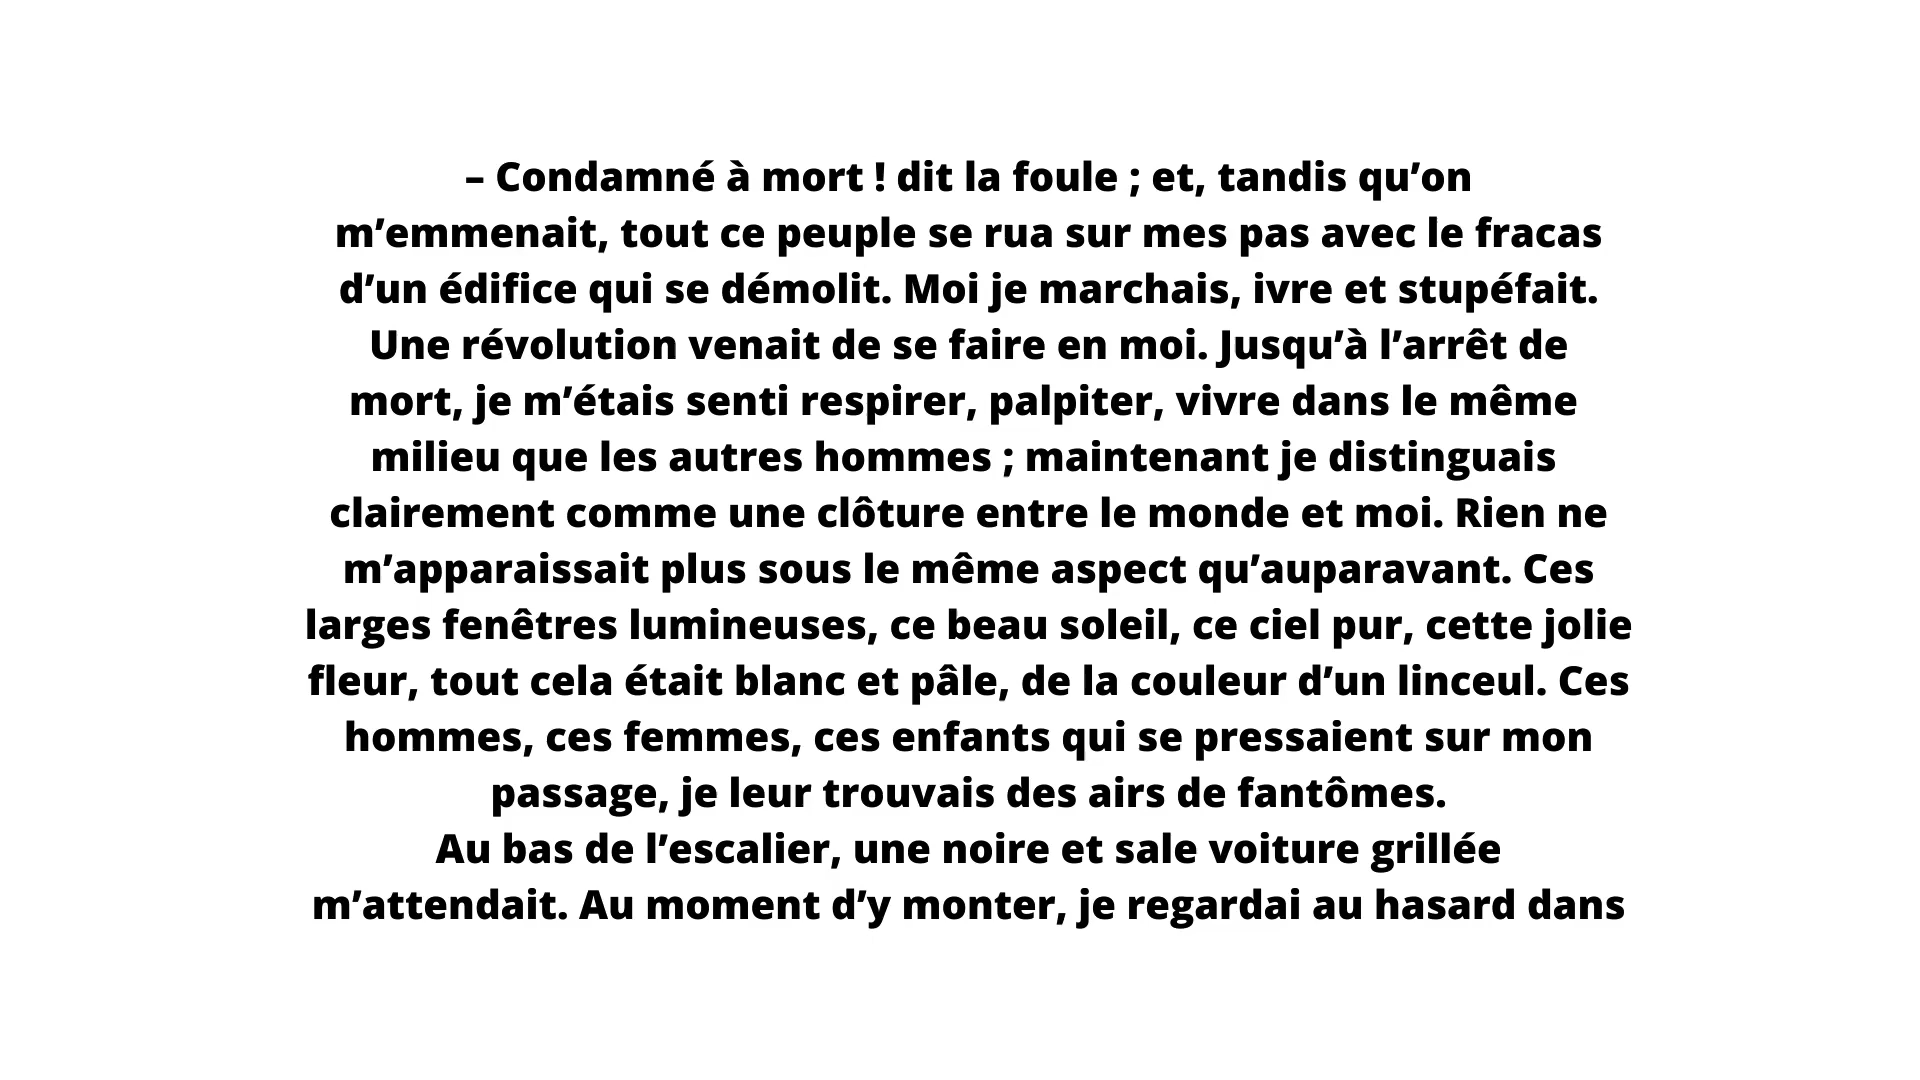 – Condamné à mort ! dit la foule ; et, tandis qu’on
m’emmenait, tout ce peuple se rua sur mes pas avec le fracas
d’un édifice qui se démolit. Moi je marchais, ivre et stupéfait.
Une révolution venait de se faire en moi. Jusqu’à l’arrêt de
mort, je m’étais senti respirer, palpiter, vivre dans le même
milieu que les autres hommes ; maintenant je distinguais
clairement comme une clôture entre le monde et moi. Rien ne
m’apparaissait plus sous le même aspect qu’auparavant. Ces
larges fenêtres lumineuses, ce beau soleil, ce ciel pur, cette jolie
fleur, tout cela était blanc et pâle, de la couleur d’un linceul. Ces
hommes, ces femmes, ces enfants qui se pressaient sur mon
passage, je leur trouvais des airs de fantômes.
Au bas de l’escalier, une noire et sale voiture grillée
m’attendait. Au moment d’y monter, je regardai au hasard dans